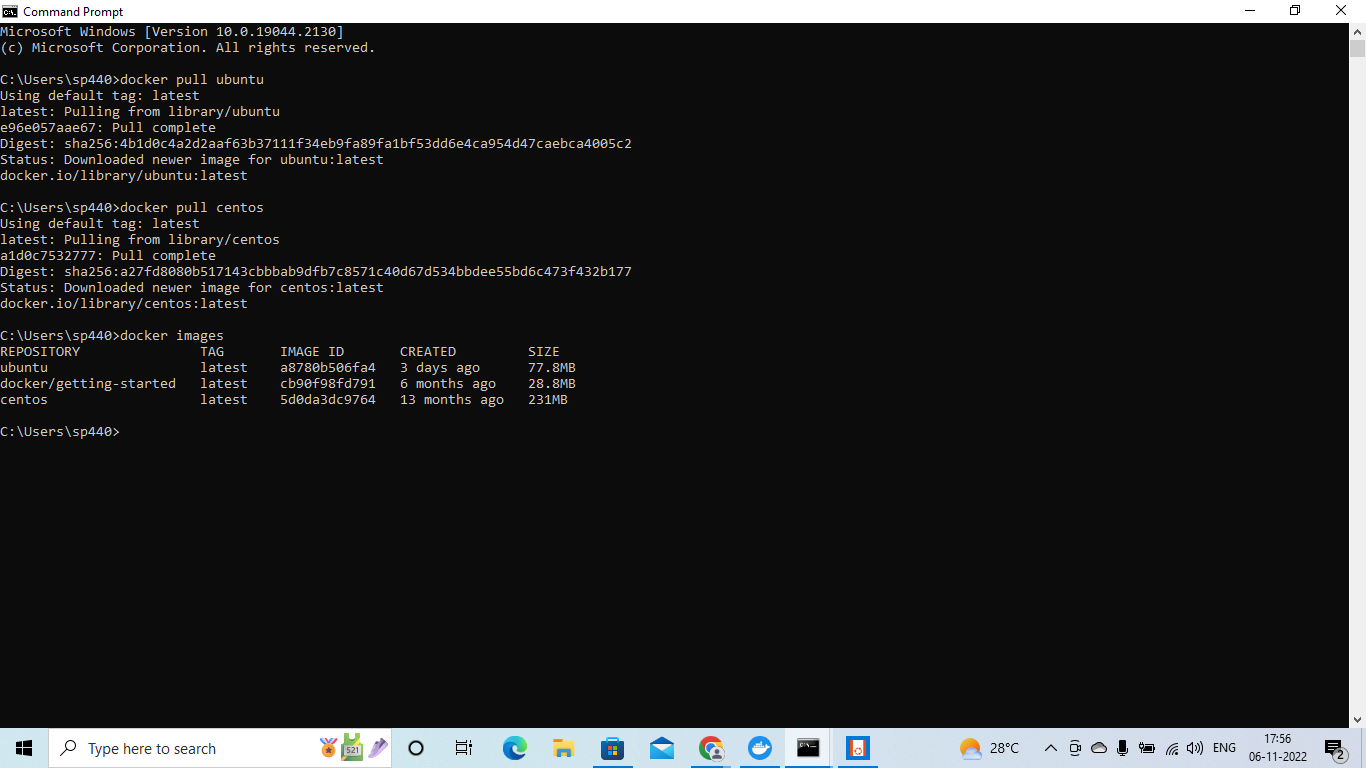 Command Prompt
Microsoft Windows [Version 10.0.19044.2130]
(c) Microsoft Corporation. All rights reserved.
C:\Users\sp440>docker pull ubuntu
Using default tag: latest
latest: Pulling from library/ubuntu
e96e057aae67: Pull complete
Digest: sha256:4b1d0c4a2d2aaf63b37111f34eb9fa89fa1bf53dd6e4ca954d47caebca4005c2
Status: Downloaded newer image for ubuntu:latest
docker.io/library/ubuntu:latest
C:\Users\sp440>docker pull centos
Using default tag: latest
latest: Pulling from library/centos
a1d0c7532777: Pull complete
Digest: sha256:a27fd8080b517143cbbbab9dfb7c8571c40d67d534bbdee55bd6c473f432b177
Status: Downloaded newer image for centos:latest
docker.io/library/centos:latest
C:\Users\sp440>docker images
REPOSITORY TAG IMAGE ID CREATED SIZE
ubuntu latest a8780b506fa4 3 days ago 77.8MB
docker/getting-started latest cb90f98fd791 6 months ago 28.8MB
centos latest 5d0da3dc9764 13 months ago 231MB
C:\Users\sp440>
Type here to search
521
28°C
ENG
17:56
06-11-2022
2